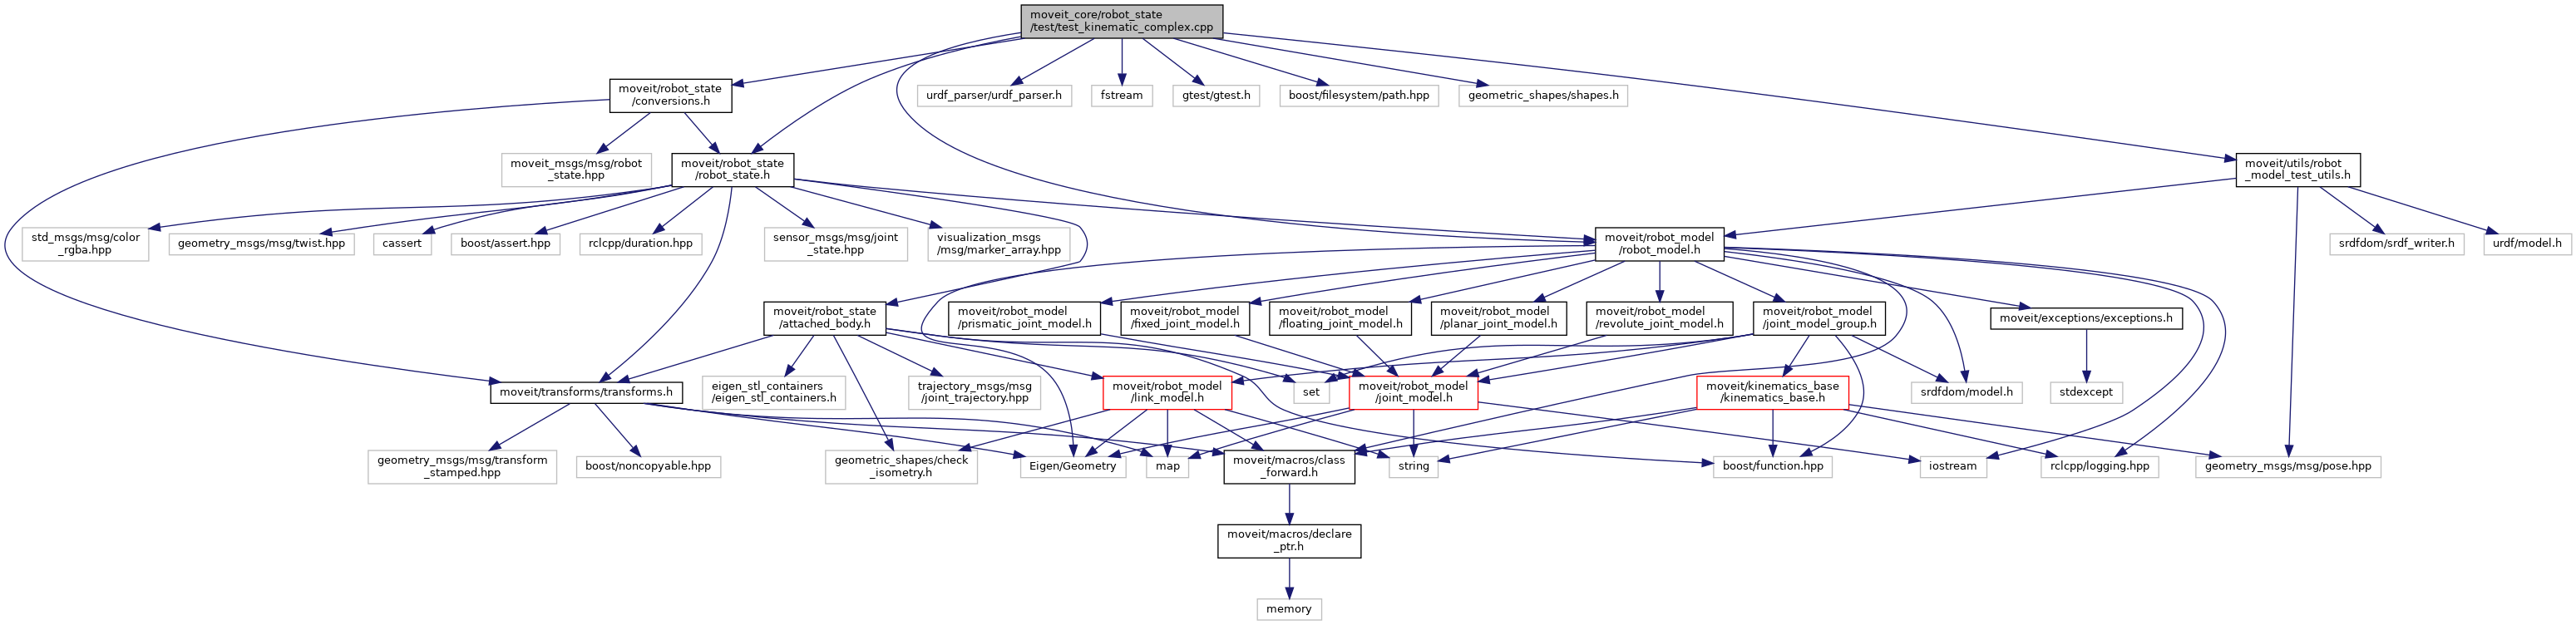 moveit_core/robot_state
/test/test_kinematic_complex.cpp
moveit/robot_state
/conversions.h
urdf_parser/urdf_parser.h
fstream
gtest/gtest.h
boost/filesystem/path.hpp
geometric_shapes/shapes.h
moveit_msgs/msg/robot
_state.hpp
moveit/robot_state
/robot_state.h
moveit/utils/robot
_model_test_utils.h
std_msgs/msg/color
_rgba.hpp
geometry_msgs/msg/twist.hpp
cassert
boost/assert.hpp
rclcpp/duration.hpp
sensor_msgs/msg/joint
_state.hpp
visualization_msgs
/msg/marker_array.hpp
moveit/robot_model
/robot_model.h
srdfdom/srdf_writer.h
urdf/model.h
moveit/robot_state
/attached_body.h
moveit/robot_model
/prismatic_joint_model.h
moveit/robot_model
/fixed_joint_model.h
moveit/robot_model
/floating_joint_model.h
moveit/robot_model
/planar_joint_model.h
moveit/robot_model
/revolute_joint_model.h
moveit/robot_model
/joint_model_group.h
moveit/exceptions/exceptions.h
moveit/transforms/transforms.h
eigen_stl_containers
/eigen_stl_containers.h
trajectory_msgs/msg
/joint_trajectory.hpp
moveit/robot_model
/link_model.h
set
moveit/robot_model
/joint_model.h
moveit/kinematics_base
/kinematics_base.h
srdfdom/model.h
stdexcept
geometry_msgs/msg/transform
_stamped.hpp
boost/noncopyable.hpp
geometric_shapes/check
_isometry.h
Eigen/Geometry
map
moveit/macros/class
_forward.h
string
boost/function.hpp
iostream
rclcpp/logging.hpp
geometry_msgs/msg/pose.hpp
moveit/macros/declare
_ptr.h
memory